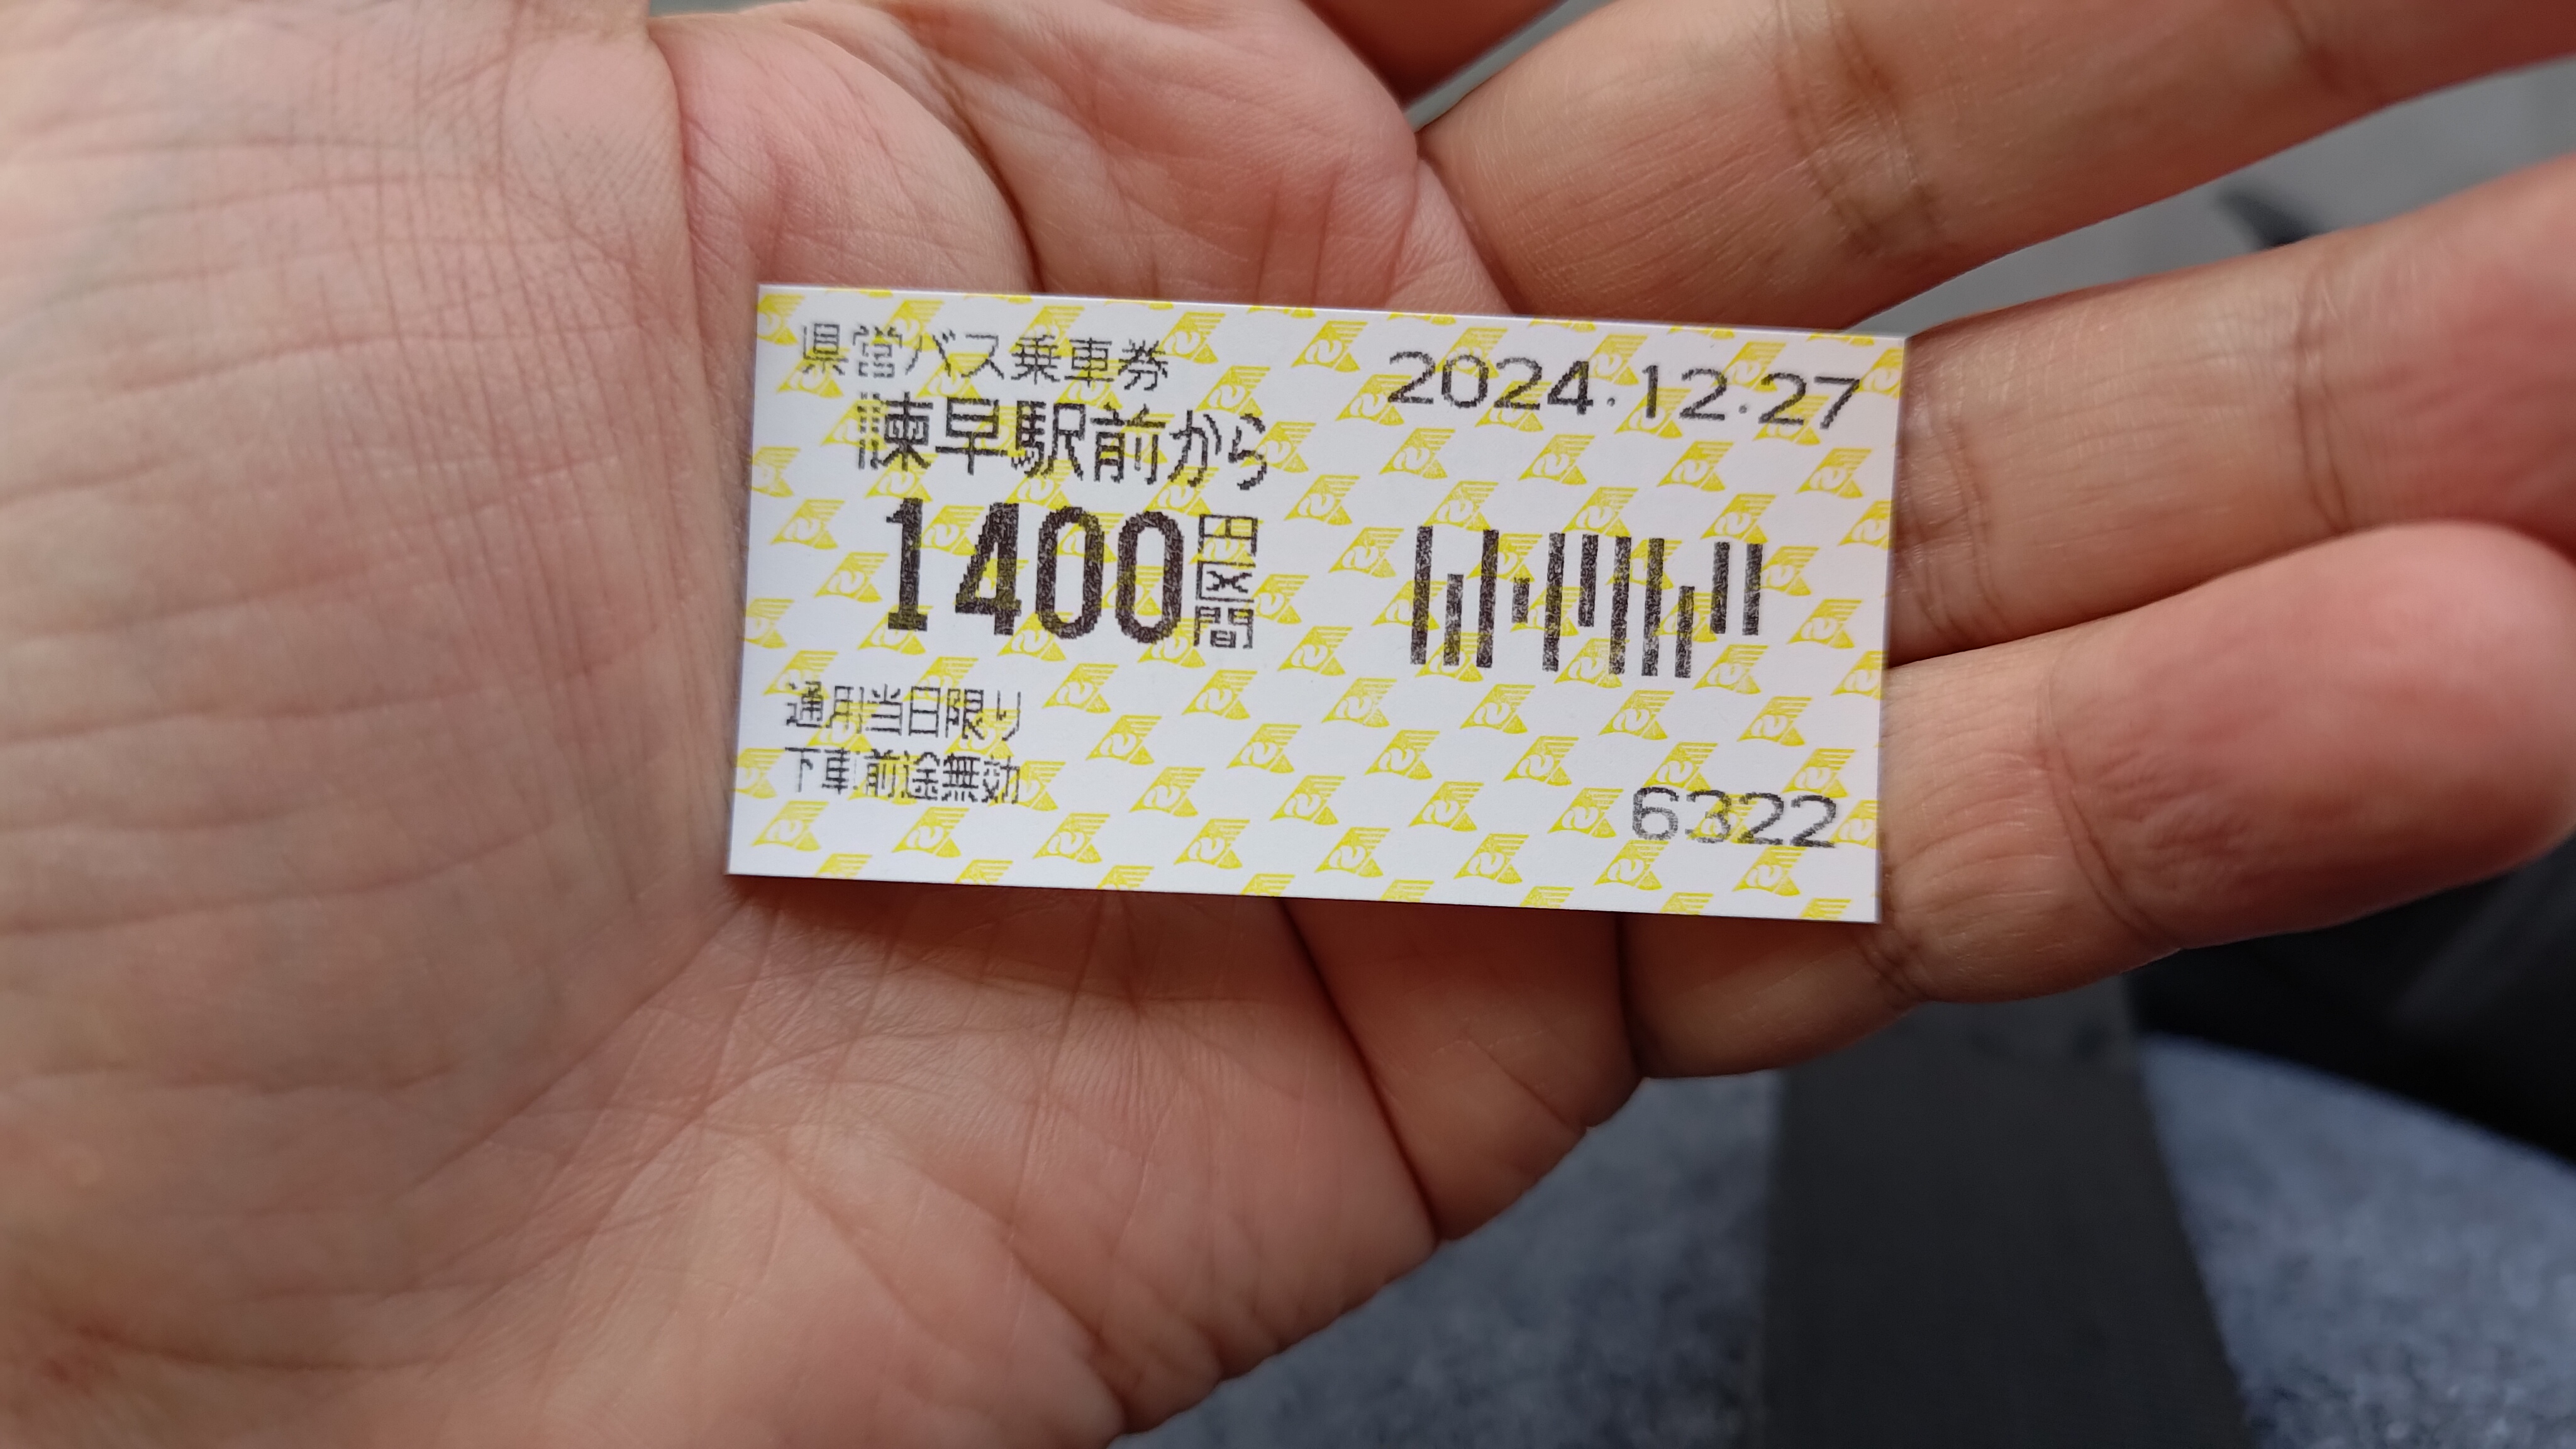 県営バス乗車券
2024.12.27
諫早駅前から
1400円区間
通用当日限り
下車前途無効
6322